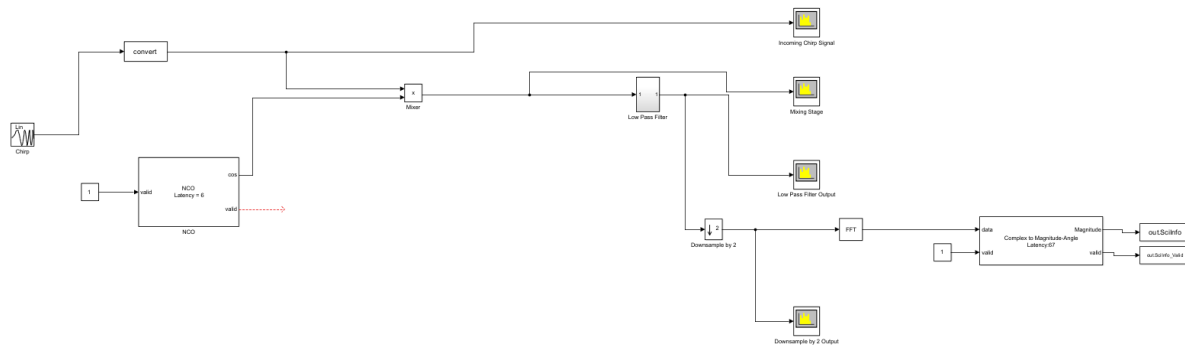 Incoming Chirp Signal
convert
x
Mixer
1
1
Low Pass Filter
Mixing Stage
Lin
Chirp
1
valid
NCO
Latency = 6
cos
valid
NCO
Low Pass Filter Output
2
Downsample by 2
FFT
1
data
valid
Complex to Magnitude-Angle
Latency:67
Magnitude
valid
out.SciInfo
out.SciInfo_Valid
Downsample by 2 Output